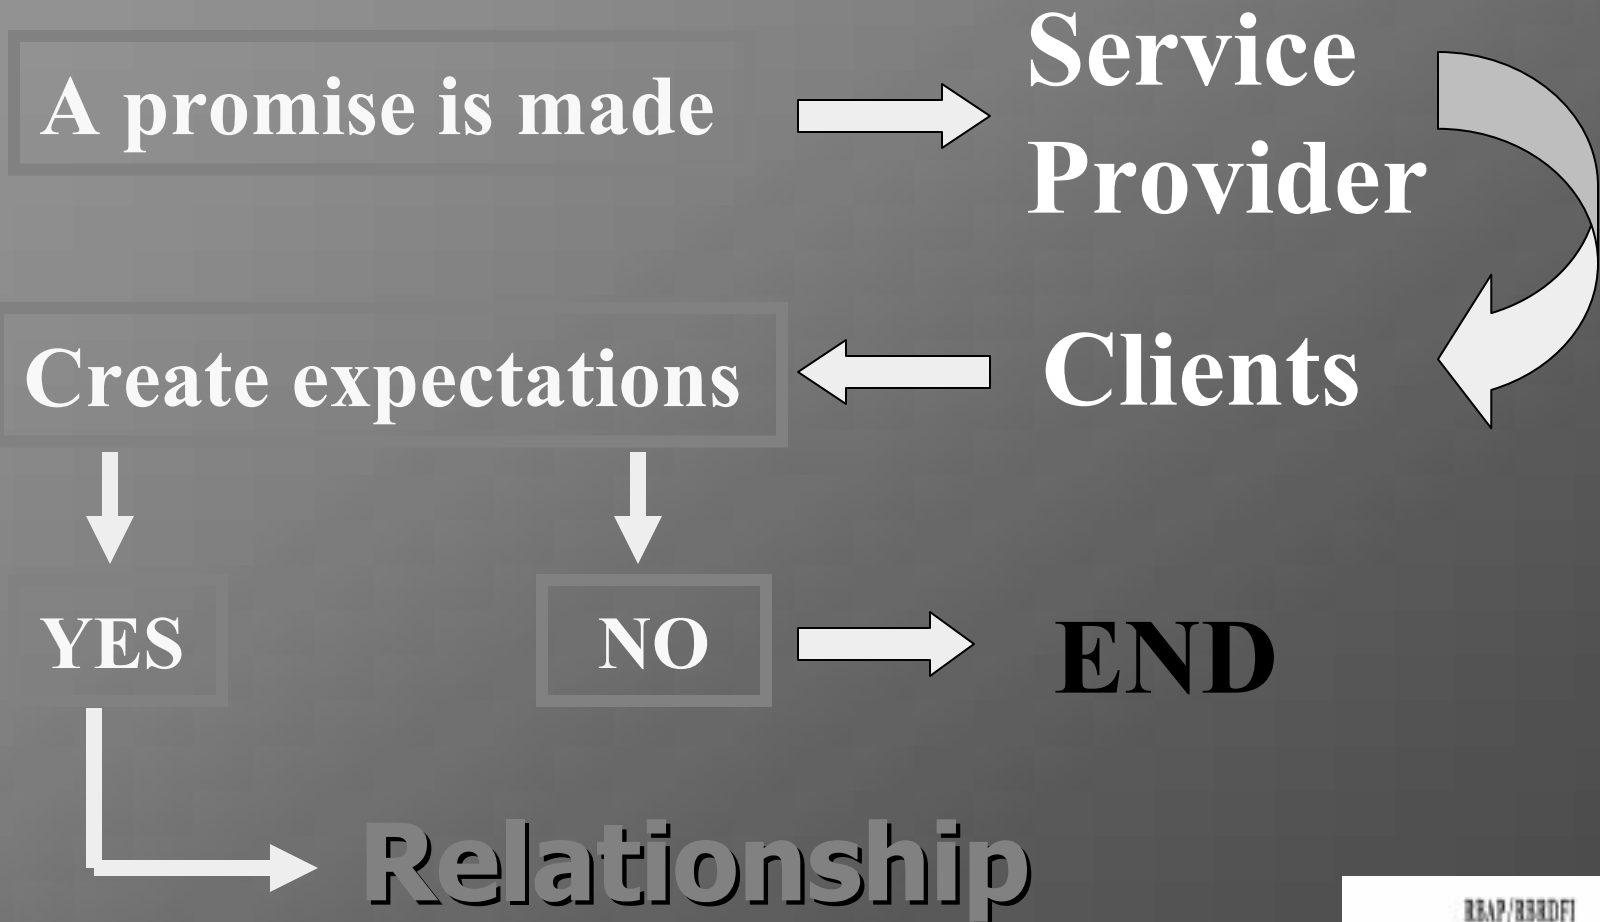 A promise is made
Service
Provider
Create expectations
Clients
YES
NO
END
Relationship